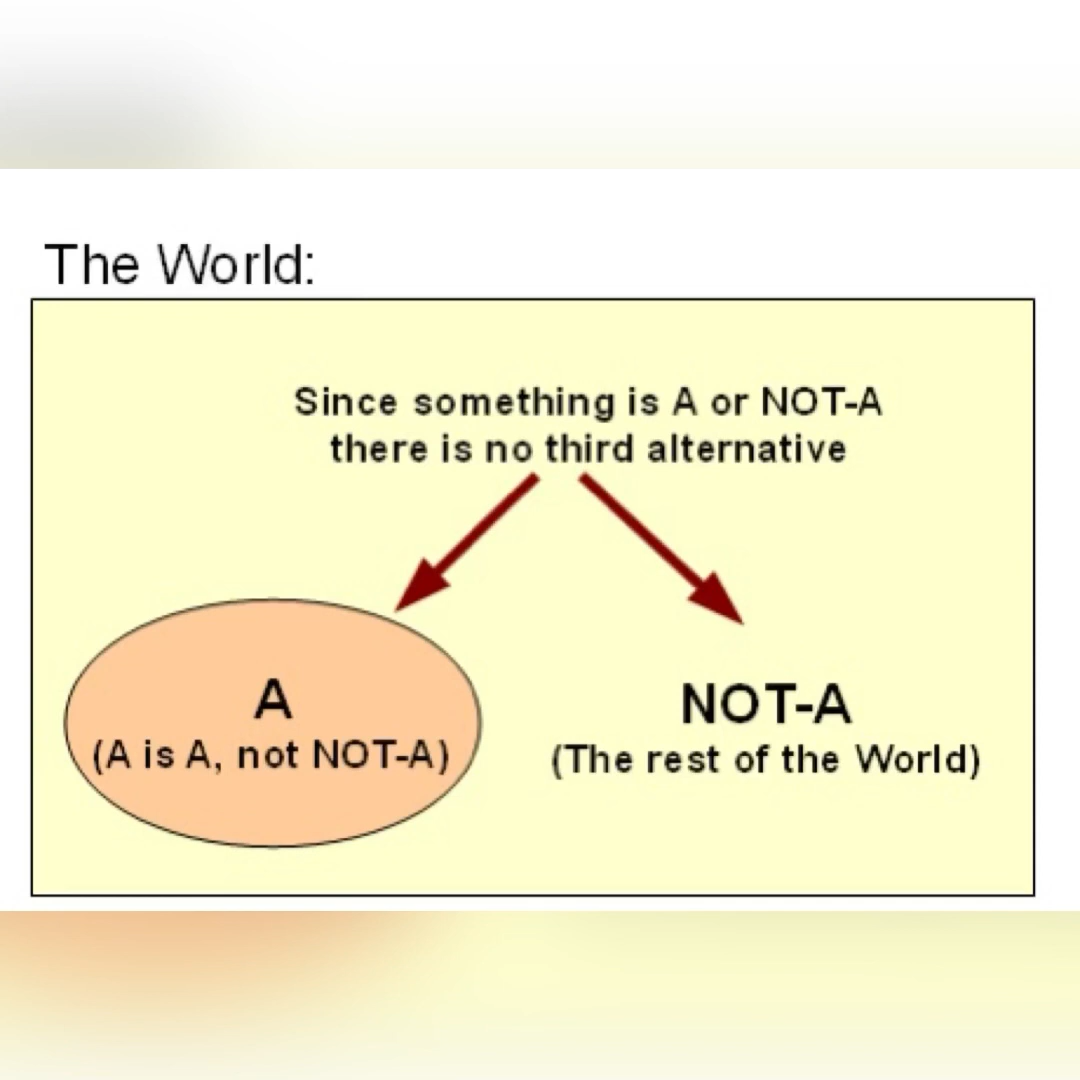 The World:
Since something is A or NOT-A
there is no third alternative
A
(A is A, not NOT-A)
NOT-A
(The rest of the World)